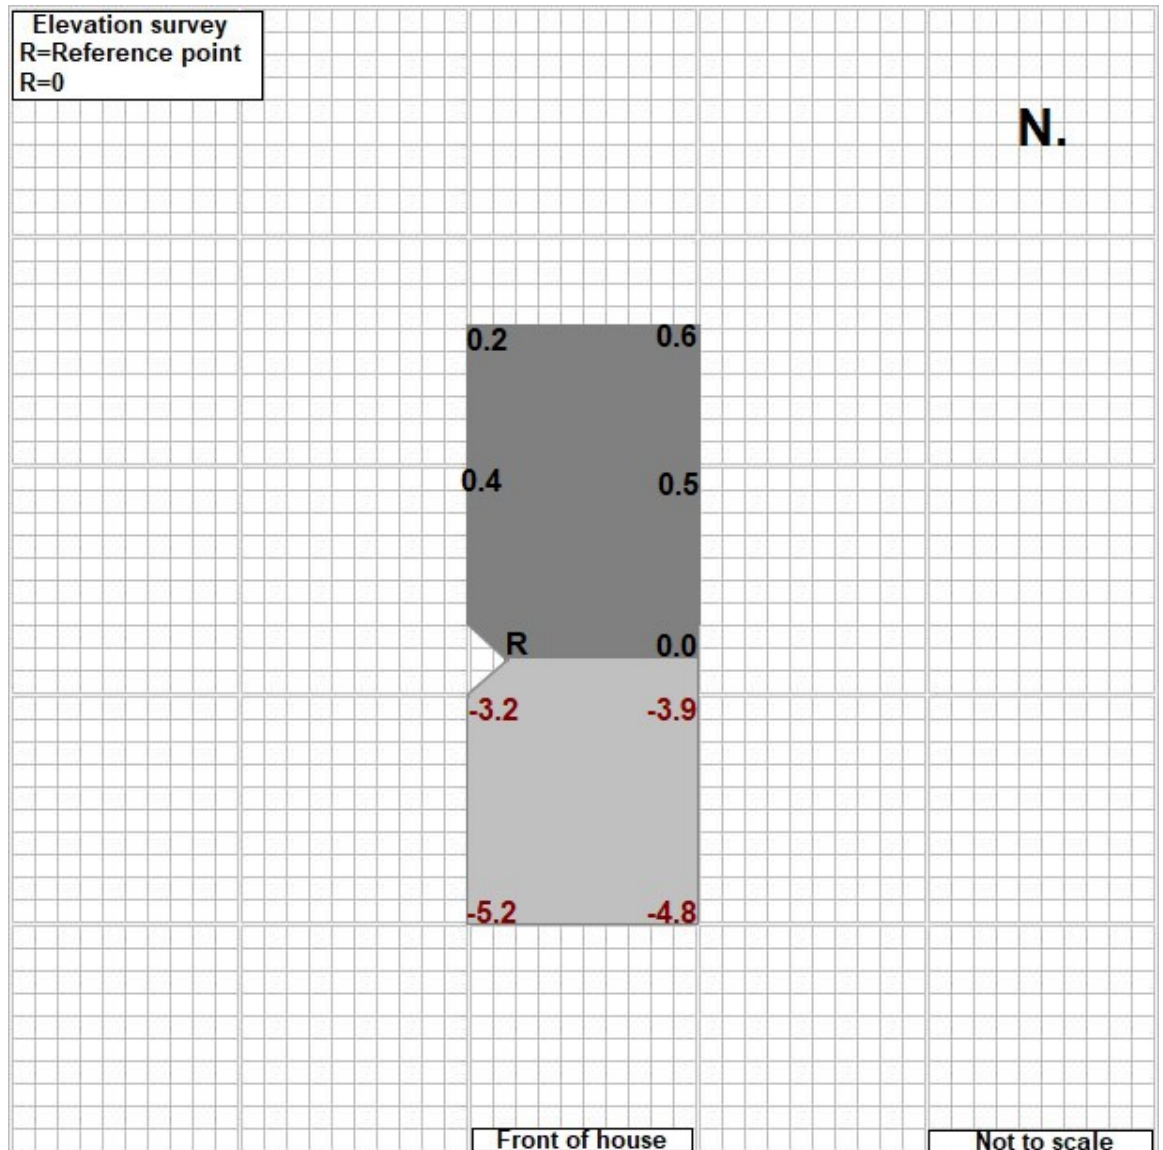 Elevation survey
R=Reference point
R=0
N.
0.2 0.6
0.4 0.5
R 0.0
-3.2 -3.9
-5.2 -4.8
Front of house Not to scale